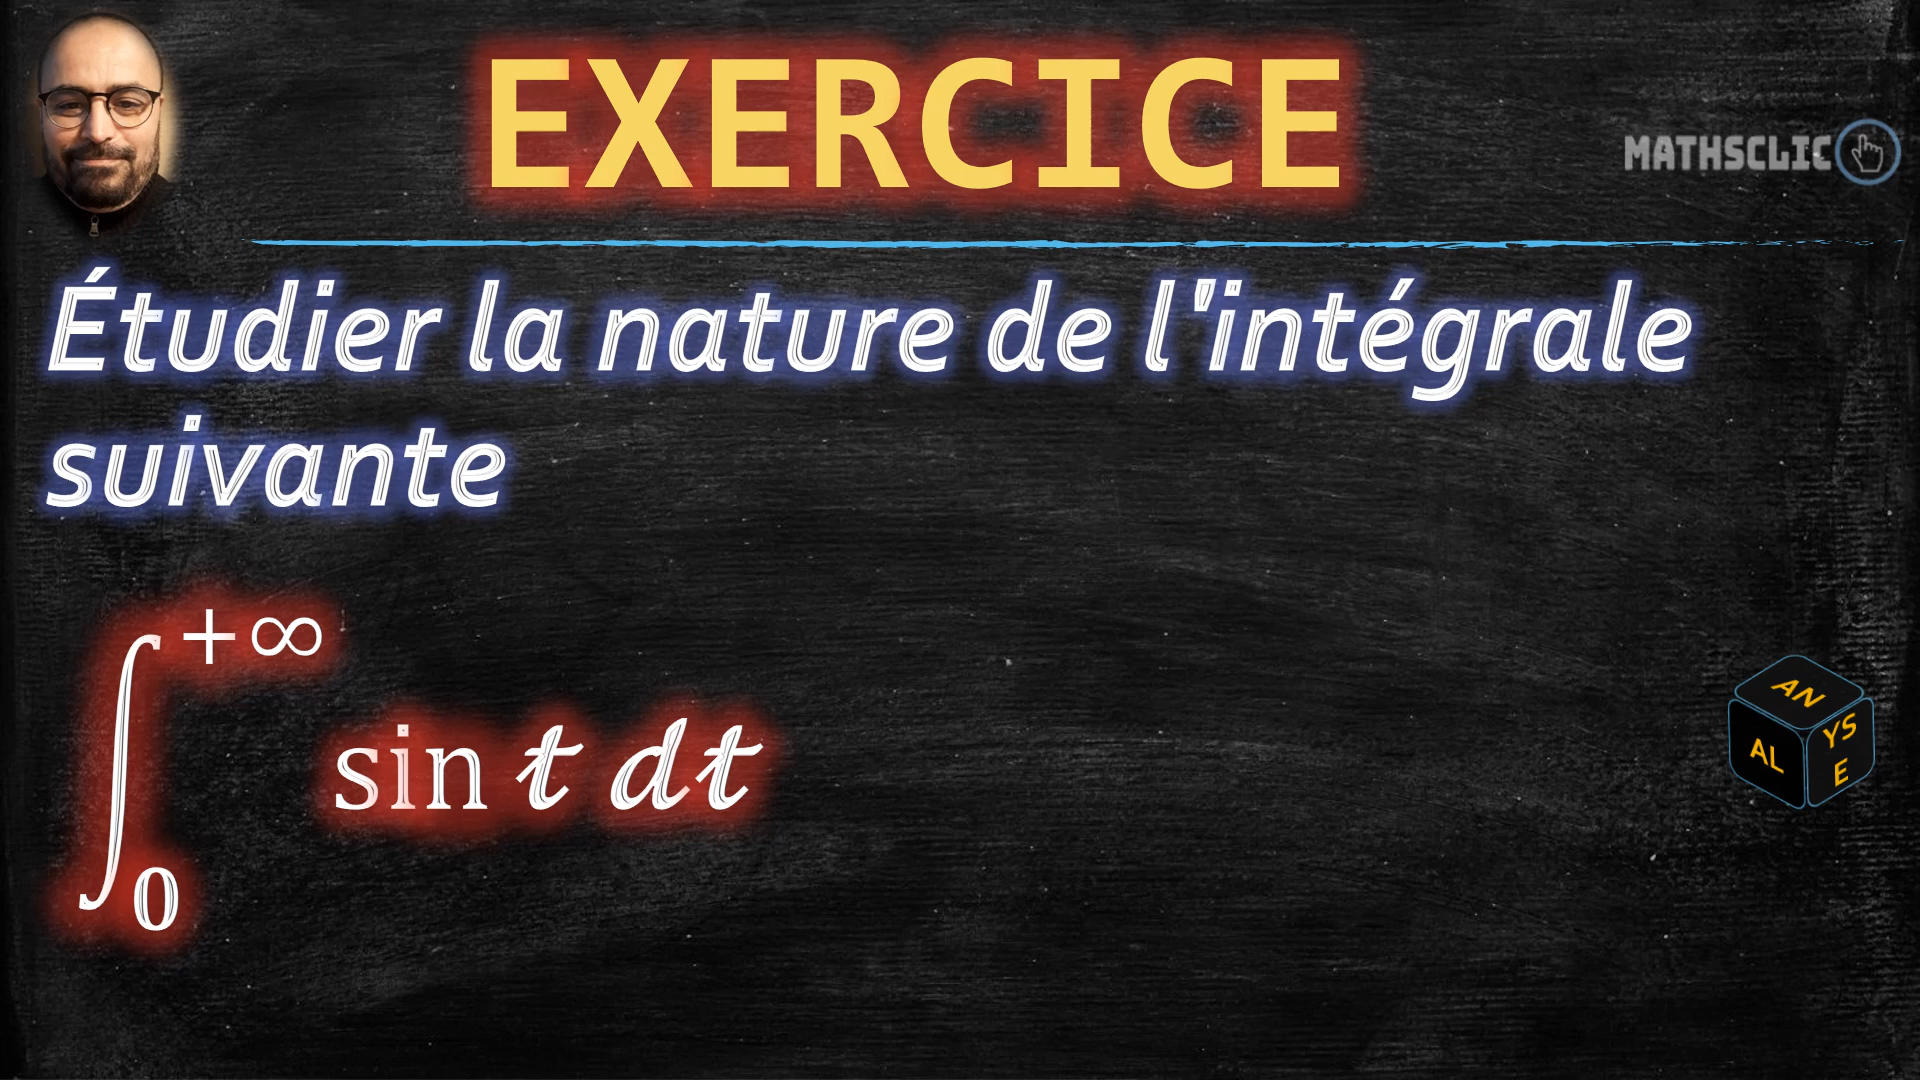 EXERCICE
MATHSCLIC
Étudier la nature de l'intégrale
suivante
∫₀^{+∞} sin t dt
AN
AL
YS
E